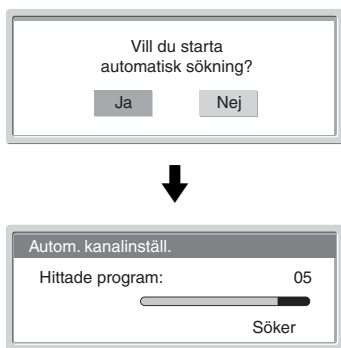 Vill du starta
automatisk sökning?
Ja Nej
Autom. kanalinställ.
Hittade program: 05
Söker